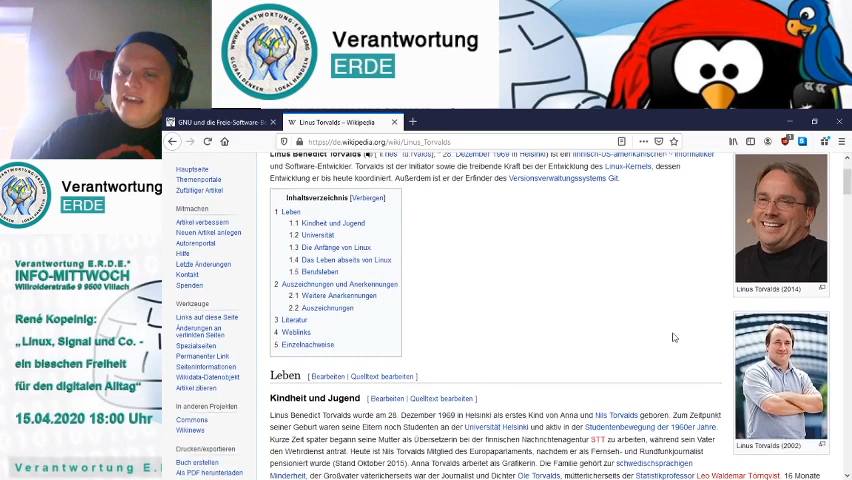 WWW.VERANTWORTUNG-ERDE.ORG
GLOBAL DENKEN - LOKAL HANDELN
Verantwortung
ERDE
GNU und die Freie-Software-B
Linus Torvalds – Wikipedia
https://de.wikipedia.org/wiki/Linus_Torvalds
Verantwortung
ERDE
Verantwortung E.R.D.E.*
INFO-MITTWOCH
Willroiderstraße 9 9500 Villach
René Kopeinig:
„Linux, Signal und Co. -
ein bisschen Freiheit
für den digitalen Alltag“
15.04.2020 18:00 Uhr
Verantwortung E.
Hauptseite
Themenportale
Zufälliger Artikel
Mitmachen
Artikel verbessern
Neuen Artikel anlegen
Autorenportal
Hilfe
Letzte Änderungen
Kontakt
Spenden
Werkzeuge
Links auf diese Seite
Änderungen an
verlinkten Seiten
Spezialseiten
Permanenter Link
Seiteninformationen
Wikidata-Datenobjekt
Artikel zitieren
In anderen Projekten
Commons
Wikinews
Drucken/exportieren
Buch erstellen
Als PDF herunterladen
Linus Benedict Torvalds 28. Dezember 1969 in Helsinki) ist ein finnisch-US-amerikanischer Informatiker
und Software-Entwickler. Torvalds ist der Initiator sowie die treibende Kraft bei der Entwicklung des Linux-Kernels, dessen
Entwicklung er bis heute koordiniert. Außerdem ist er der Erfinder des Versionsverwaltungssystems Git.
Inhaltsverzeichnis [Verbergen]
1 Leben
1.1 Kindheit und Jugend
1.2 Universität
1.3 Die Anfänge von Linux
1.4 Das Leben abseits von Linux
1.5 Berufsleben
2 Auszeichnungen und Anerkennungen
2.1 Weitere Anerkennungen
2.2 Auszeichnungen
3 Literatur
4 Weblinks
5 Einzelnachweise
Leben [ Bearbeiten | Quelltext bearbeiten ]
Kindheit und Jugend [ Bearbeiten | Quelltext bearbeiten ]
Linus Benedict Torvalds wurde am 28. Dezember 1969 in Helsinki als erstes Kind von Anna und Nils Torvalds geboren. Zum Zeitpunkt
seiner Geburt waren seine Eltern noch Studenten an der Universität Helsinki und aktiv in der Studentenbewegung der 1960er Jahre.
Kurze Zeit später begann seine Mutter als Übersetzerin bei der finnischen Nachrichtenagentur STT zu arbeiten, während sein Vater
den Wehrdienst antrat. Heute ist Nils Torvalds Mitglied des Europaparlaments, nachdem er als Fernseh- und Rundfunkjournalist
pensioniert wurde (Stand Oktober 2015). Anna Torvalds arbeitet als Grafikerin. Die Familie gehört zur schwedischsprachigen
Minderheit, der Großvater väterlicherseits war der Journalist und Dichter Ole Torvalds, mütterlicherseits der Statistikprofessor Leo Waldemar Törnqvist. 16 Monate
Linus Torvalds (2014)
Linus Torvalds (2002)